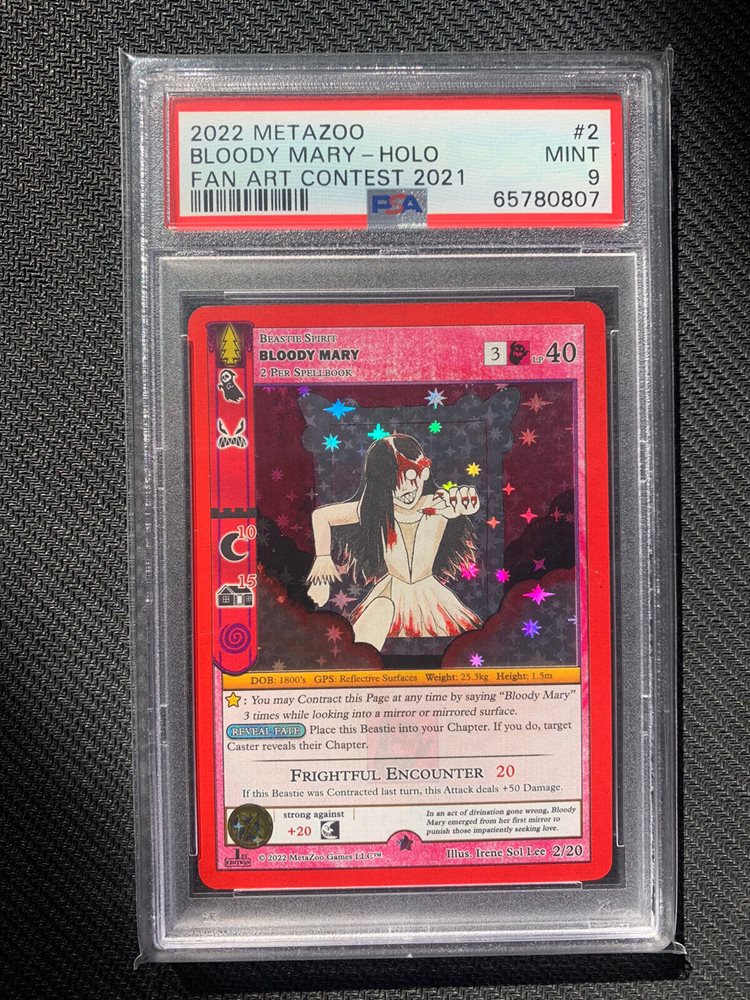 2022 METAZOO #2
BLOODY MARY – HOLO MINT
FAN ART CONTEST 2021 9
PSA 65780807
BEASTIE SPIRIT
BLOODY MARY
2 PER SPELLBOOK
3 LP 40
10
15
DOB: 1800's GPS: Reflective Surfaces Weight: 25.3kg Height: 1.5m
: You may Contract this Page at any time by saying “Bloody Mary”
3 times while looking into a mirror or mirrored surface.
REVEAL FATE Place this Beastie into your Chapter. If you do, target
Caster reveals their Chapter.
FRIGHTFUL ENCOUNTER 20
If this Beastie was Contracted last turn, this Attack deals +50 Damage.
strong against
+20
In an act of divination gone wrong, Bloody
Mary emerged from her first mirror to
punish those impatiently seeking love.
1ST
EDITION
© 2022 MetaZoo Games LLC™
Illus. Irene Sol Lee 2/20